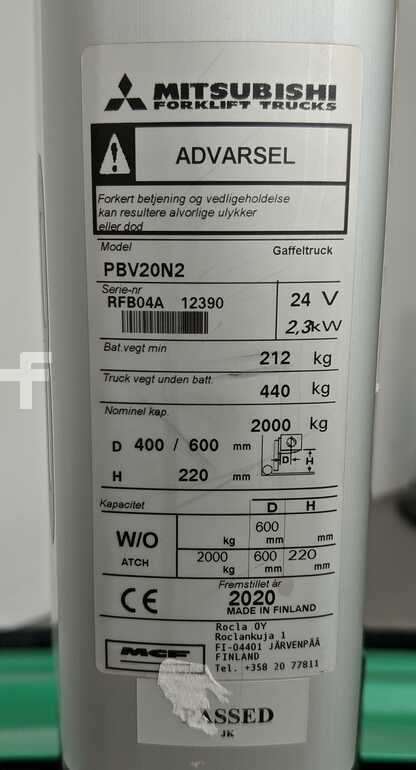 MITSUBISHI
FORKLIFT TRUCKS
ADVARSEL
Forkert betjening og vedligeholdelse
kan resultere alvorlige ulykker
eller dod
Model Gaffeltruck
PBV20N2
Serie-nr
RFB04A 12390 24 V
2,3kW
Bat.vegt min
212 kg
Truck vegt unden batt.
440 kg
Nominel kap.
2000 kg
D 400 / 600 mm
D H
H 220 mm
Kapacitet D H
W/O 600
kg mm mm
ATCH 2000 600 220
kg mm mm
Fremstillet år
CE 2020
MADE IN FINLAND
Rocla OY
Roclankuja 1
FI-04401 JÄRVENPÄÄ
FINLAND
MCF Tel. +358 20 77811
PASSED
JK
f